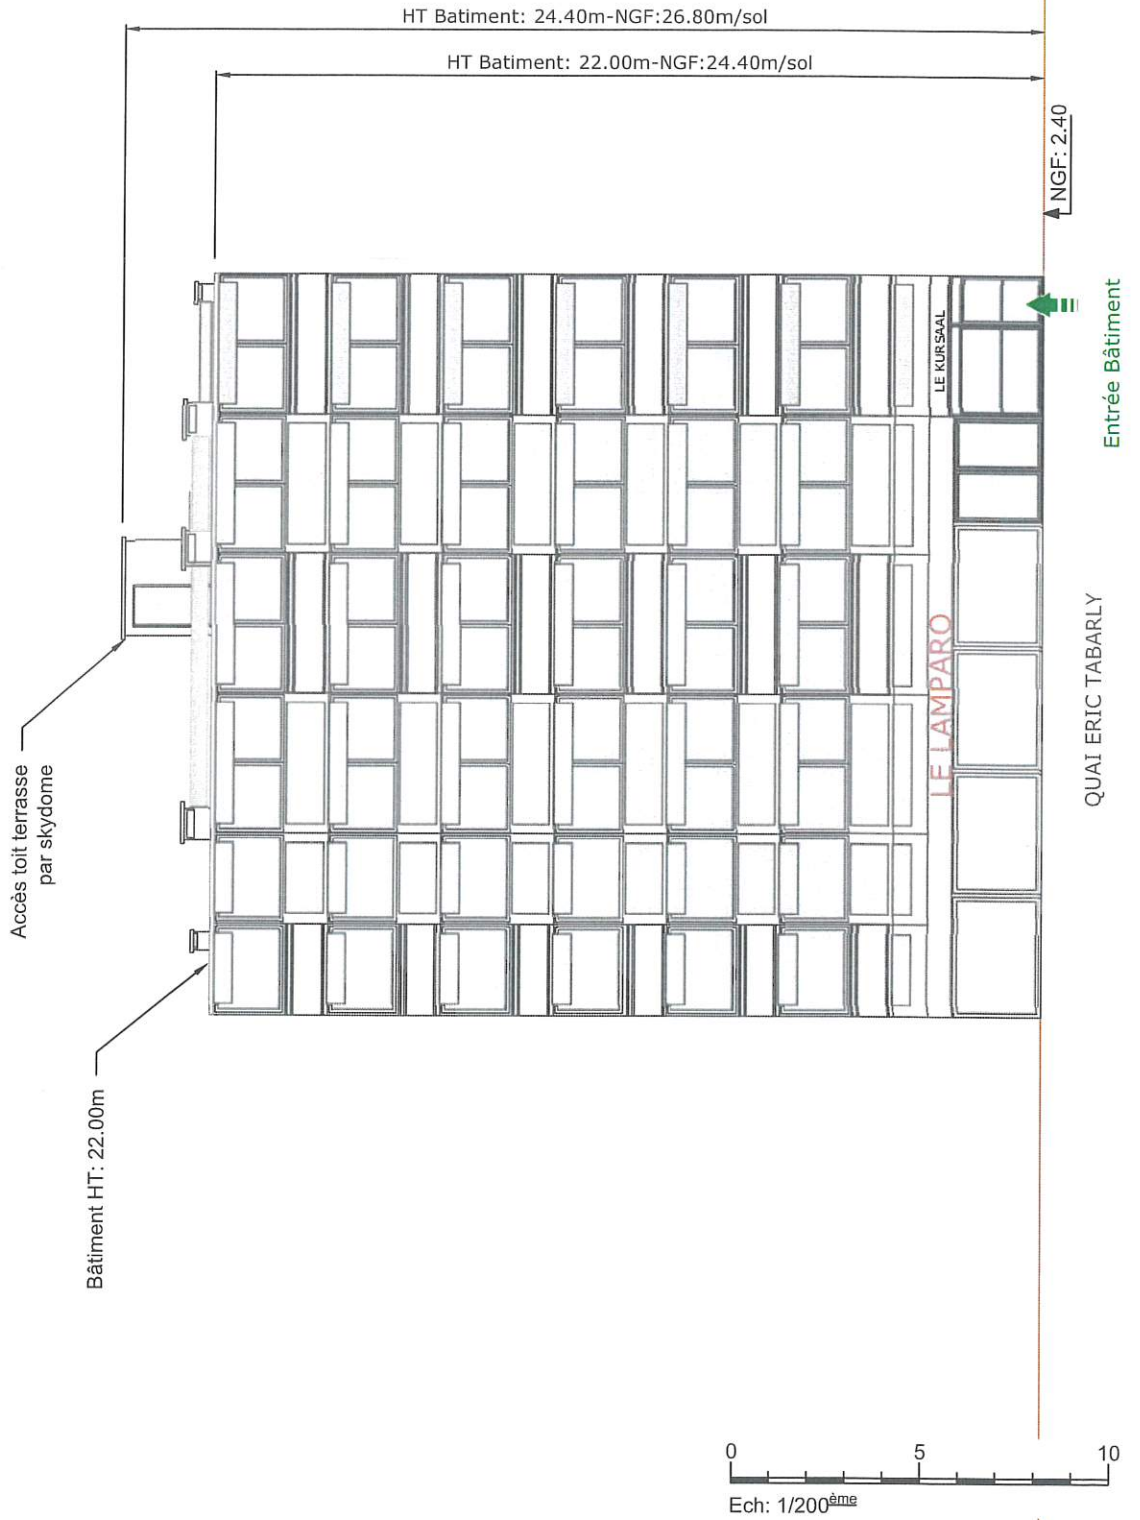 HT Batiment: 24.40m-NGF:26.80m/sol
HT Batiment: 22.00m-NGF:24.40m/sol
NGF: 2.40
Entrée Bâtiment
LE KURSAAL
LE LAMPARO
QUAI ERIC TABARLY
Accès toit terrasse
par skydome
Bâtiment HT: 22.00m
0 5 10
Ech: 1/200ème